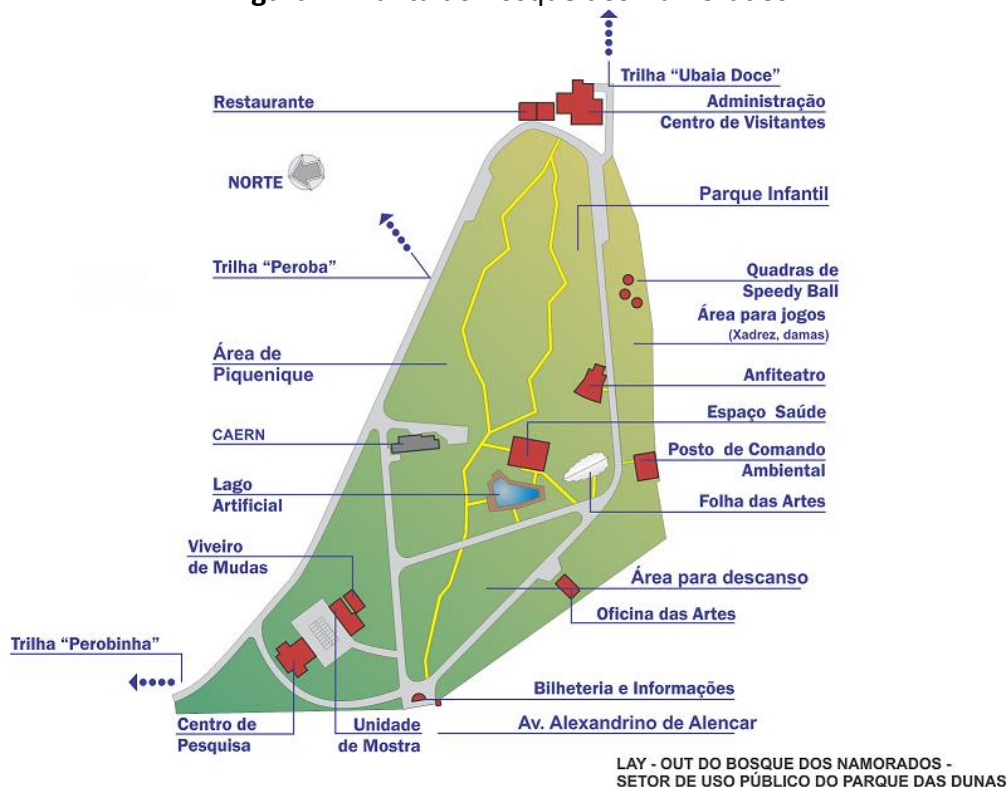 Trilha “Ubaia Doce”
Restaurante
Administração
Centro de Visitantes
NORTE
Parque Infantil
Trilha “Peroba”
Quadras de
Speedy Ball
Área para jogos
(Xadrez, damas)
Área de
Piquenique
Anfiteatro
Espaço Saúde
CAERN
Posto de Comando
Ambiental
Lago
Artificial
Folha das Artes
Viveiro
de Mudas
Área para descanso
Oficina das Artes
Trilha “Perobinha”
Bilheteria e Informações
Centro de
Pesquisa
Unidade
de Mostra
Av. Alexandrino de Alencar
LAY - OUT DO BOSQUE DOS NAMORADOS -
SETOR DE USO PÚBLICO DO PARQUE DAS DUNAS